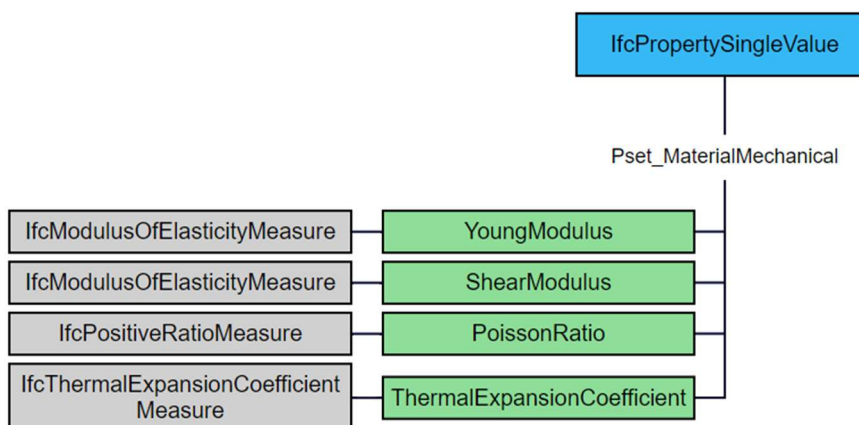 IfcPropertySingleValue
Pset_MaterialMechanical
IfcModulusOfElasticityMeasure
YoungModulus
IfcModulusOfElasticityMeasure
ShearModulus
IfcPositiveRatioMeasure
PoissonRatio
IfcThermalExpansionCoefficient
Measure
ThermalExpansionCoefficient